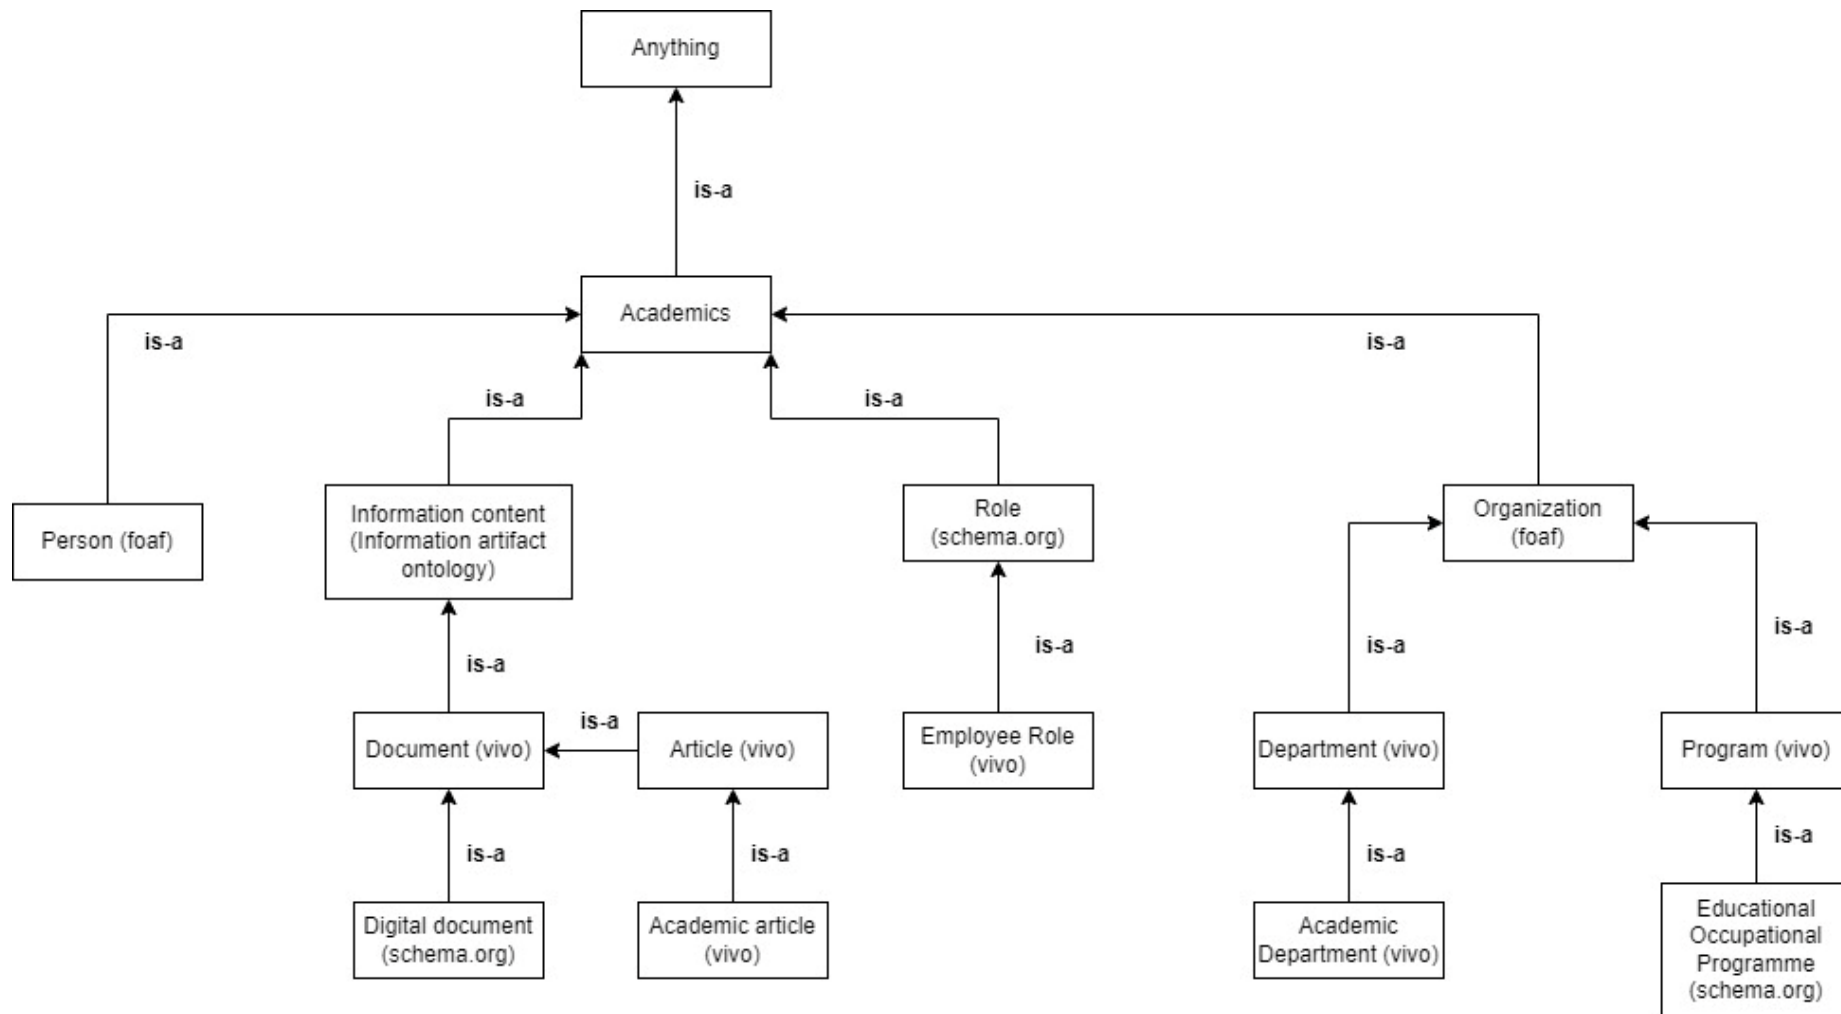 Anything
is-a
Academics
is-a
is-a
is-a
is-a
Person (foaf)
Information content
(Information artifact
ontology)
Role
(schema.org)
Organization
(foaf)
is-a
is-a
is-a
is-a
is-a
Document (vivo)
Article (vivo)
Employee Role
(vivo)
Department (vivo)
Program (vivo)
is-a
is-a
is-a
is-a
Digital document
(schema.org)
Academic article
(vivo)
Academic
Department (vivo)
Educational
Occupational
Programme
(schema.org)